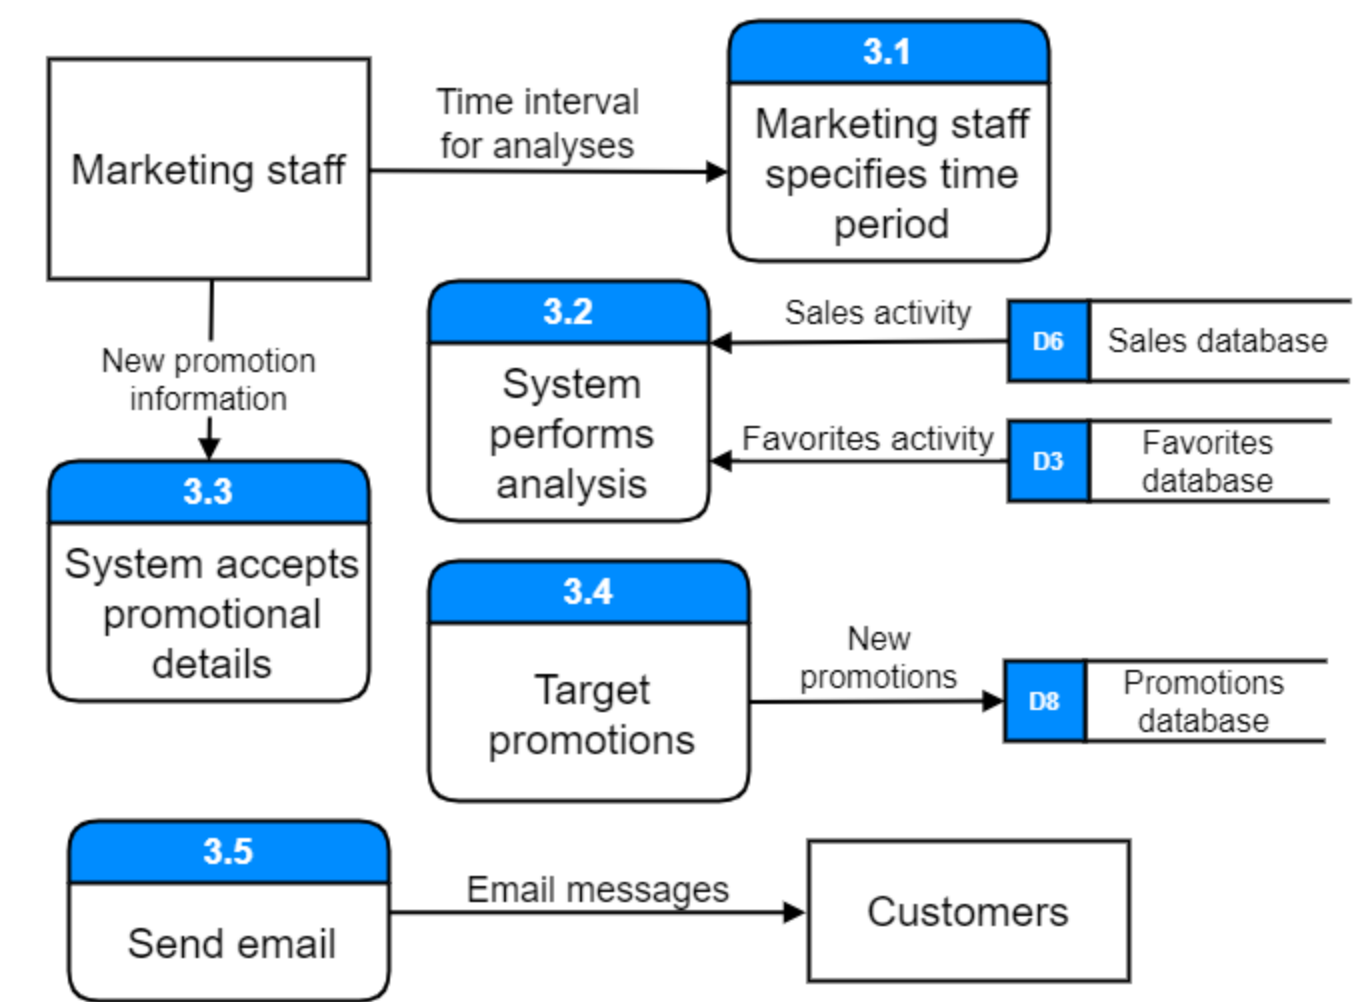 3.1
Marketing staff
specifies time
period
Marketing staff
Time interval
for analyses
New promotion
information
3.2
System
performs
analysis
Sales activity
D6
Sales database
Favorites activity
D3
Favorites
database
3.3
System accepts
promotional
details
3.4
Target
promotions
New
promotions
D8
Promotions
database
3.5
Send email
Email messages
Customers